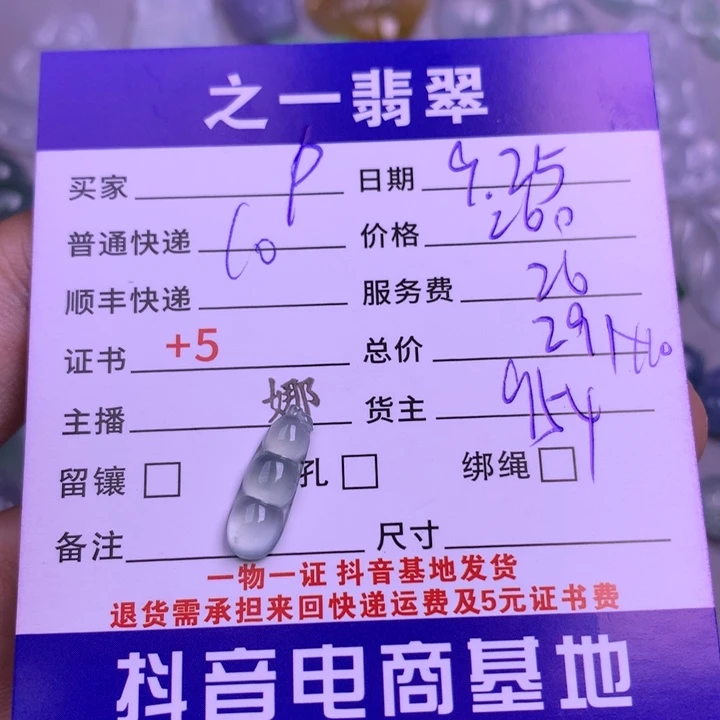 之一翡翠
买家 P 日期 9.25
普通快递 60 价格 260
顺丰快递 服务费 26
证书 +5 总价 291
主播 娜 货主 954
留镶 孔 绑绳
备注 尺寸
一物一证 抖音基地发货
退货需承担来回快递运费及5元证书费
抖音电商基地